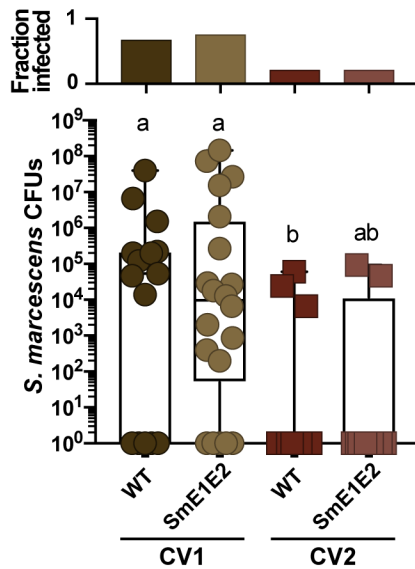 Fraction
infected
1
0
S. marcescens CFUs
10⁹
10⁸
10⁷
10⁶
10⁵
10⁴
10³
10²
10¹
10⁰
a
a
b
ab
WT
SmE1E2
WT
SmE1E2
CV1
CV2